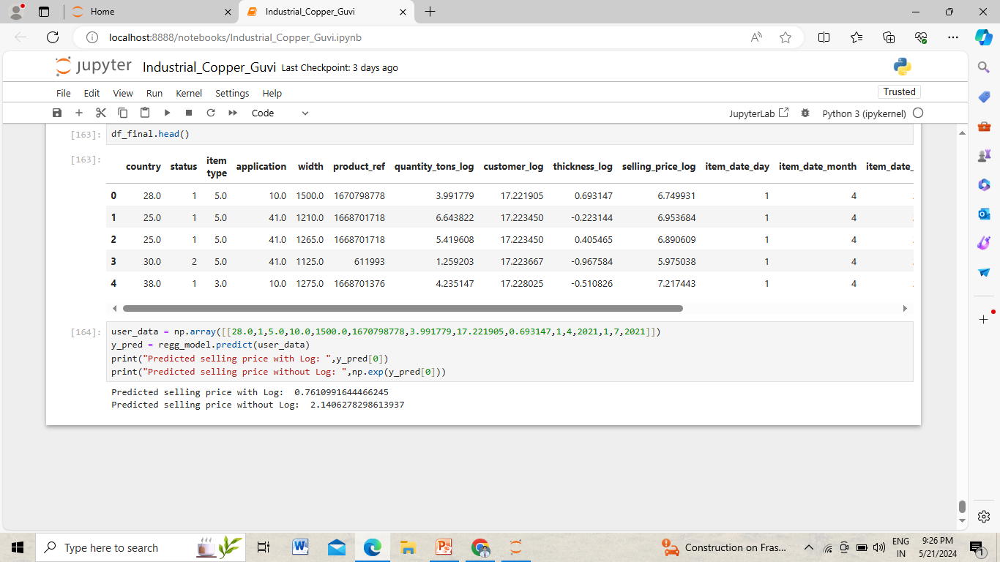 Home
Industrial_Copper_Guvi
localhost:8888/notebooks/Industrial_Copper_Guvi.ipynb
jupyter Industrial_Copper_Guvi Last Checkpoint: 3 days ago
File Edit View Run Kernel Settings Help
Trusted
Code
JupyterLab
Python 3 (ipykernel)
[163]: df_final.head()
[163]:
country status item type application width product_ref quantity_tons_log customer_log thickness_log selling_price_log item_date_day item_date_month item_date_
0 28.0 1 5.0 10.0 1500.0 1670798778 3.991779 17.221905 0.693147 6.749931 1 4
1 25.0 1 5.0 41.0 1210.0 1668701718 6.643822 17.223450 -0.223144 6.953684 1 4
2 25.0 1 5.0 41.0 1265.0 1668701718 5.419608 17.223450 0.405465 6.890609 1 4
3 30.0 2 5.0 41.0 1125.0 611993 1.259203 17.223667 -0.967584 5.975038 1 4
4 38.0 1 3.0 10.0 1275.0 1668701376 4.235147 17.228025 -0.510826 7.217443 1 4
[164]: user_data = np.array([[28.0,1,5.0,10.0,1500.0,1670798778,3.991779,17.221905,0.693147,1,4,2021,1,7,2021]])
y_pred = regg_model.predict(user_data)
print("Predicted selling price with Log: ",y_pred[0])
print("Predicted selling price without Log: ",np.exp(y_pred[0]))
Predicted selling price with Log:  0.7610991644466245
Predicted selling price without Log:  2.1406278298613937
Type here to search
Construction on Fras...
ENG
IN
9:26 PM
5/21/2024
1